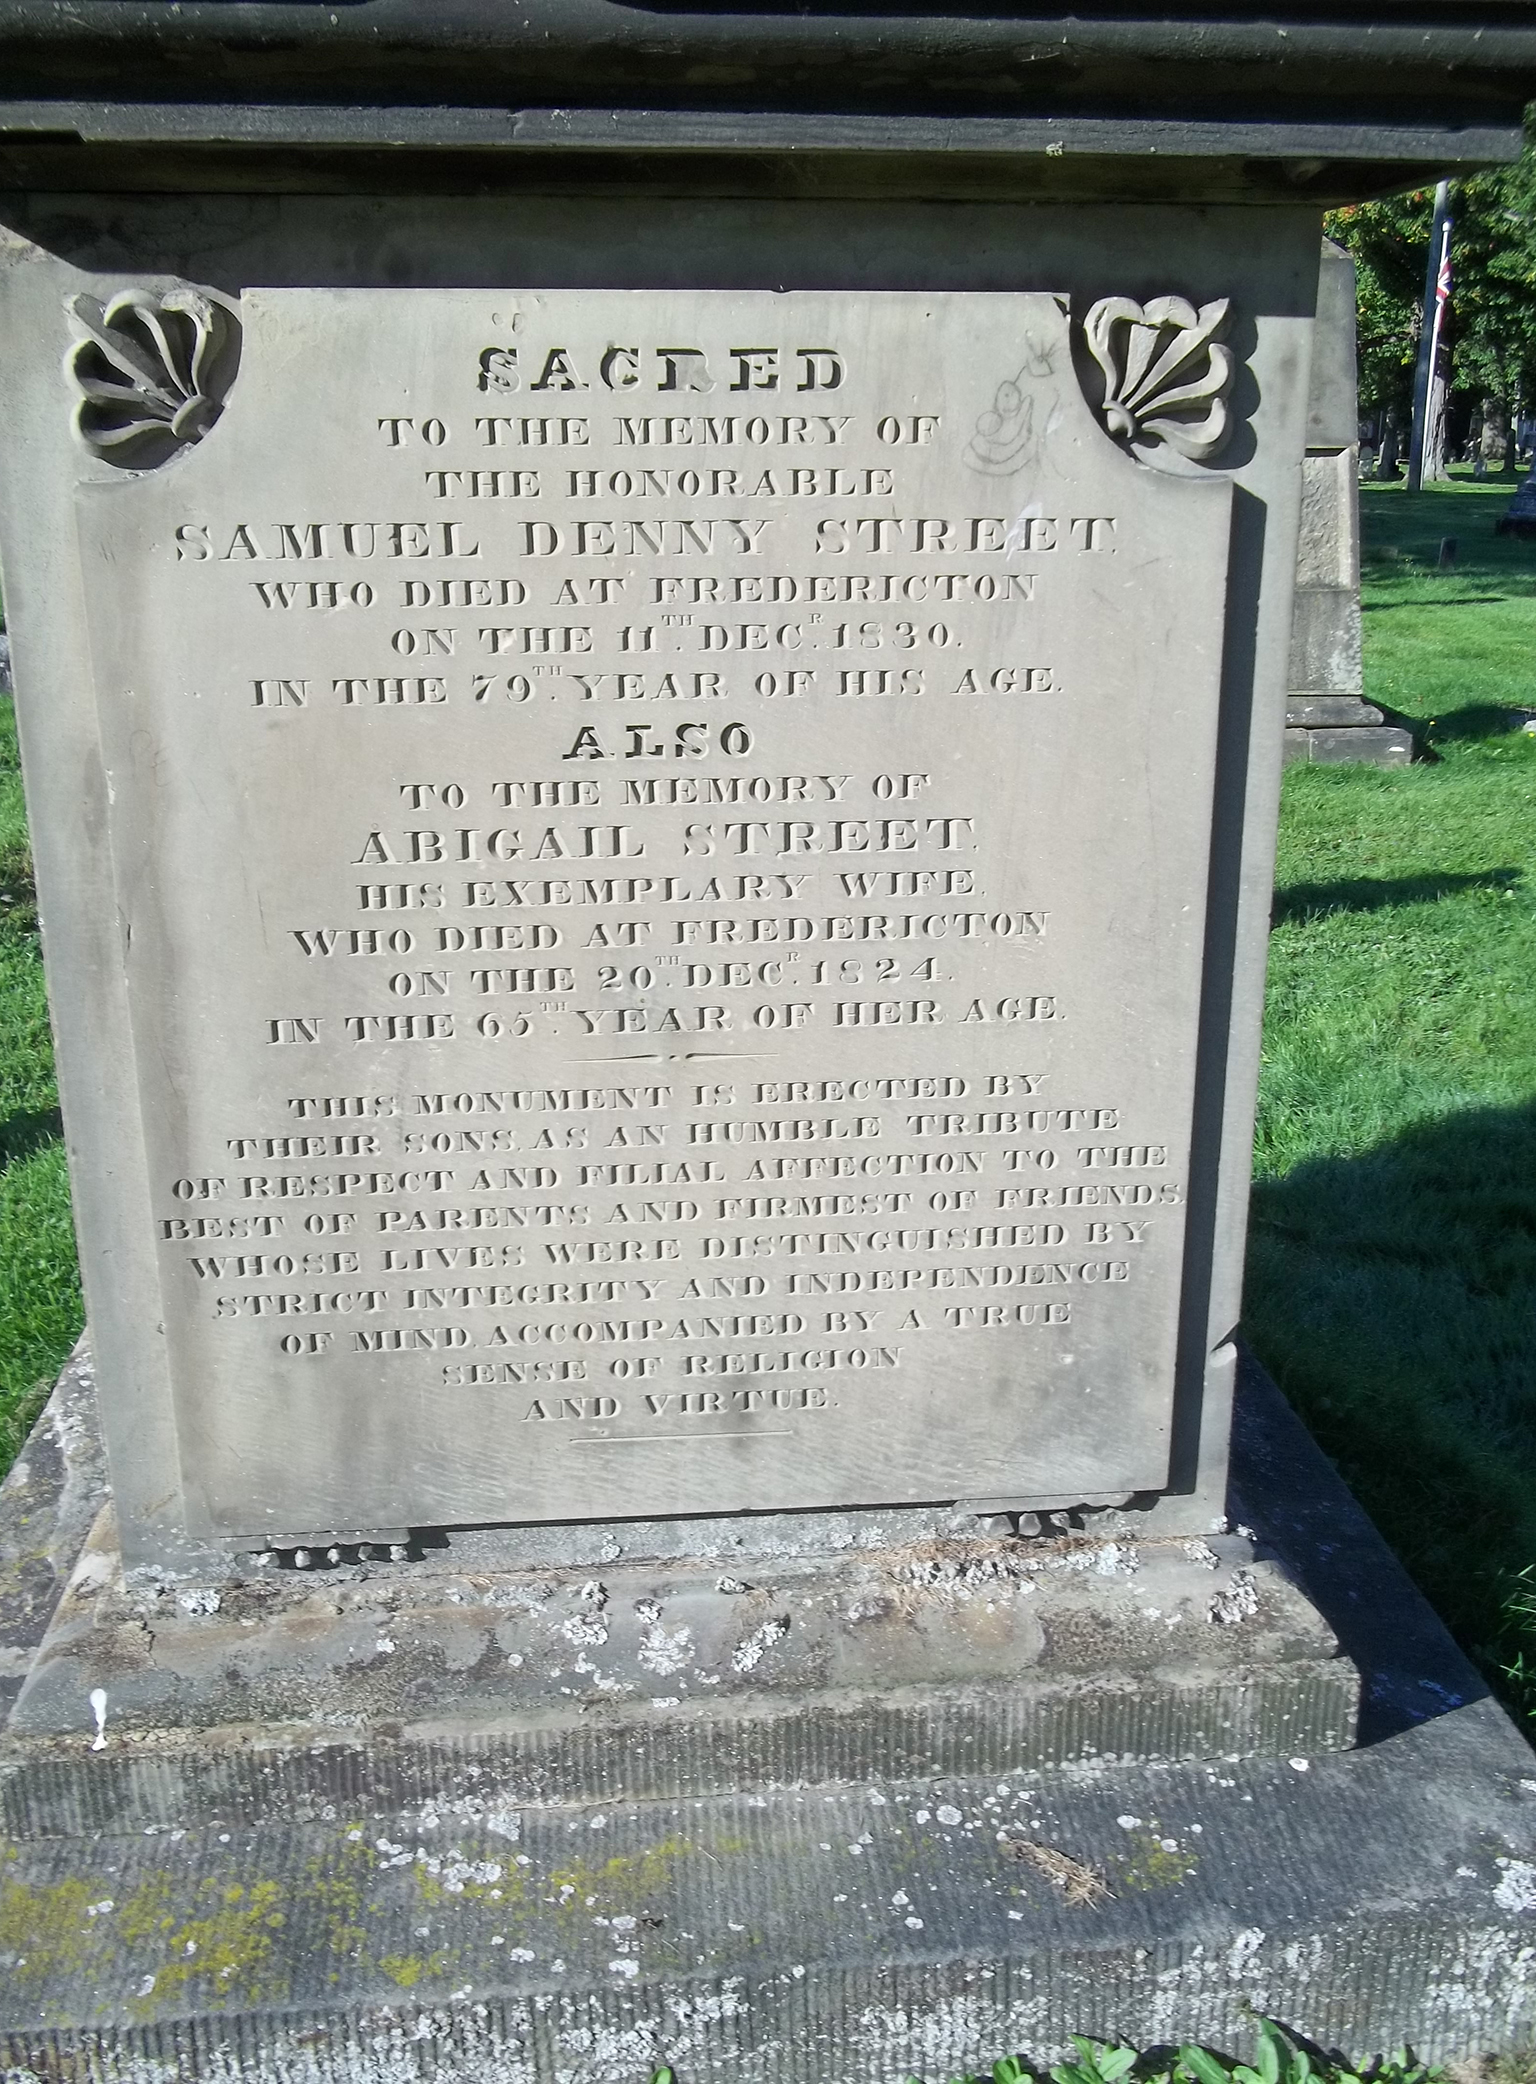 SACRED
TO THE MEMORY OF
THE HONORABLE
SAMUEL DENNY STREET,
WHO DIED AT FREDERICTON
ON THE 11TH. DECR. 1830.
IN THE 79TH. YEAR OF HIS AGE.
ALSO
TO THE MEMORY OF
ABIGAIL STREET,
HIS EXEMPLARY WIFE,
WHO DIED AT FREDERICTON
ON THE 20TH. DECR. 1824.
IN THE 65TH. YEAR OF HER AGE.
THIS MONUMENT IS ERECTED BY
THEIR SONS, AS AN HUMBLE TRIBUTE
OF RESPECT AND FILIAL AFFECTION TO THE
BEST OF PARENTS AND FIRMEST OF FRIENDS,
WHOSE LIVES WERE DISTINGUISHED BY
STRICT INTEGRITY AND INDEPENDENCE
OF MIND, ACCOMPANIED BY A TRUE
SENSE OF RELIGION
AND VIRTUE.